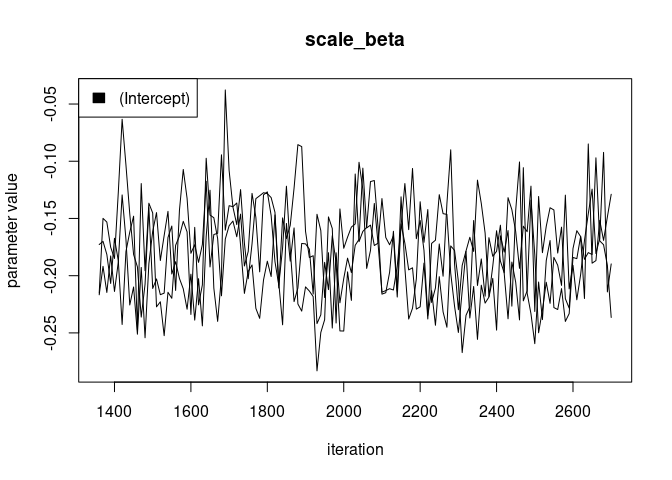 scale_beta
(Intercept)
parameter value
-0.05
-0.10
-0.15
-0.20
-0.25
1400 1600 1800 2000 2200 2400 2600
iteration